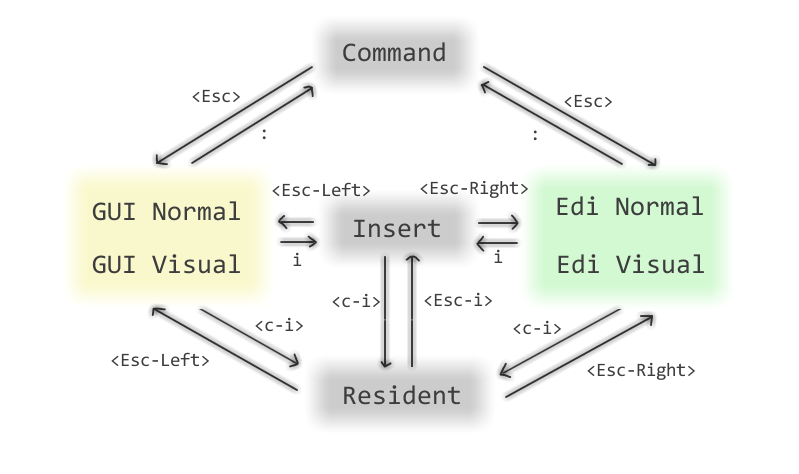 Command
<Esc>
<Esc>
:
:
<Esc-Left>
<Esc-Right>
GUI Normal
Insert
Edi Normal
i
i
GUI Visual
Edi Visual
<c-i>
<Esc-i>
<c-i>
<c-i>
<Esc-Left>
<Esc-Right>
Resident